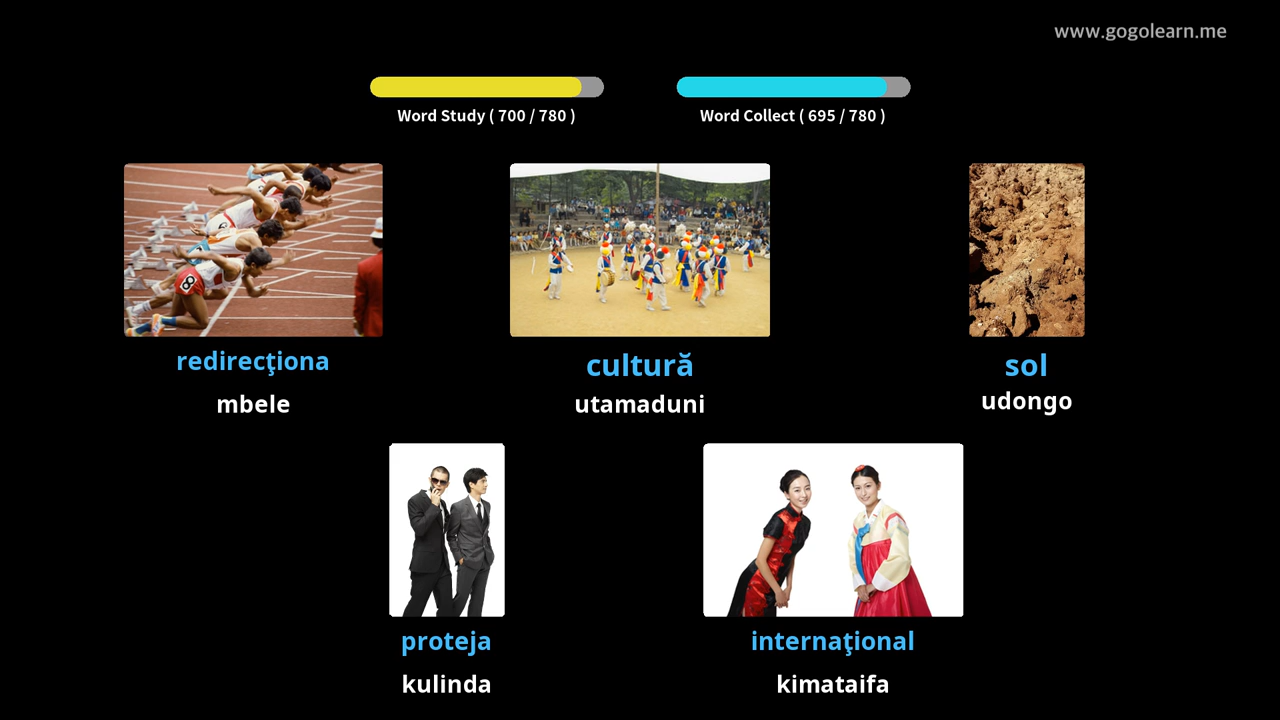 www.gogolearn.me
Word Study ( 700 / 780 )
Word Collect ( 695 / 780 )
redirecţiona
mbele
cultură
utamaduni
sol
udongo
proteja
kulinda
internaţional
kimataifa